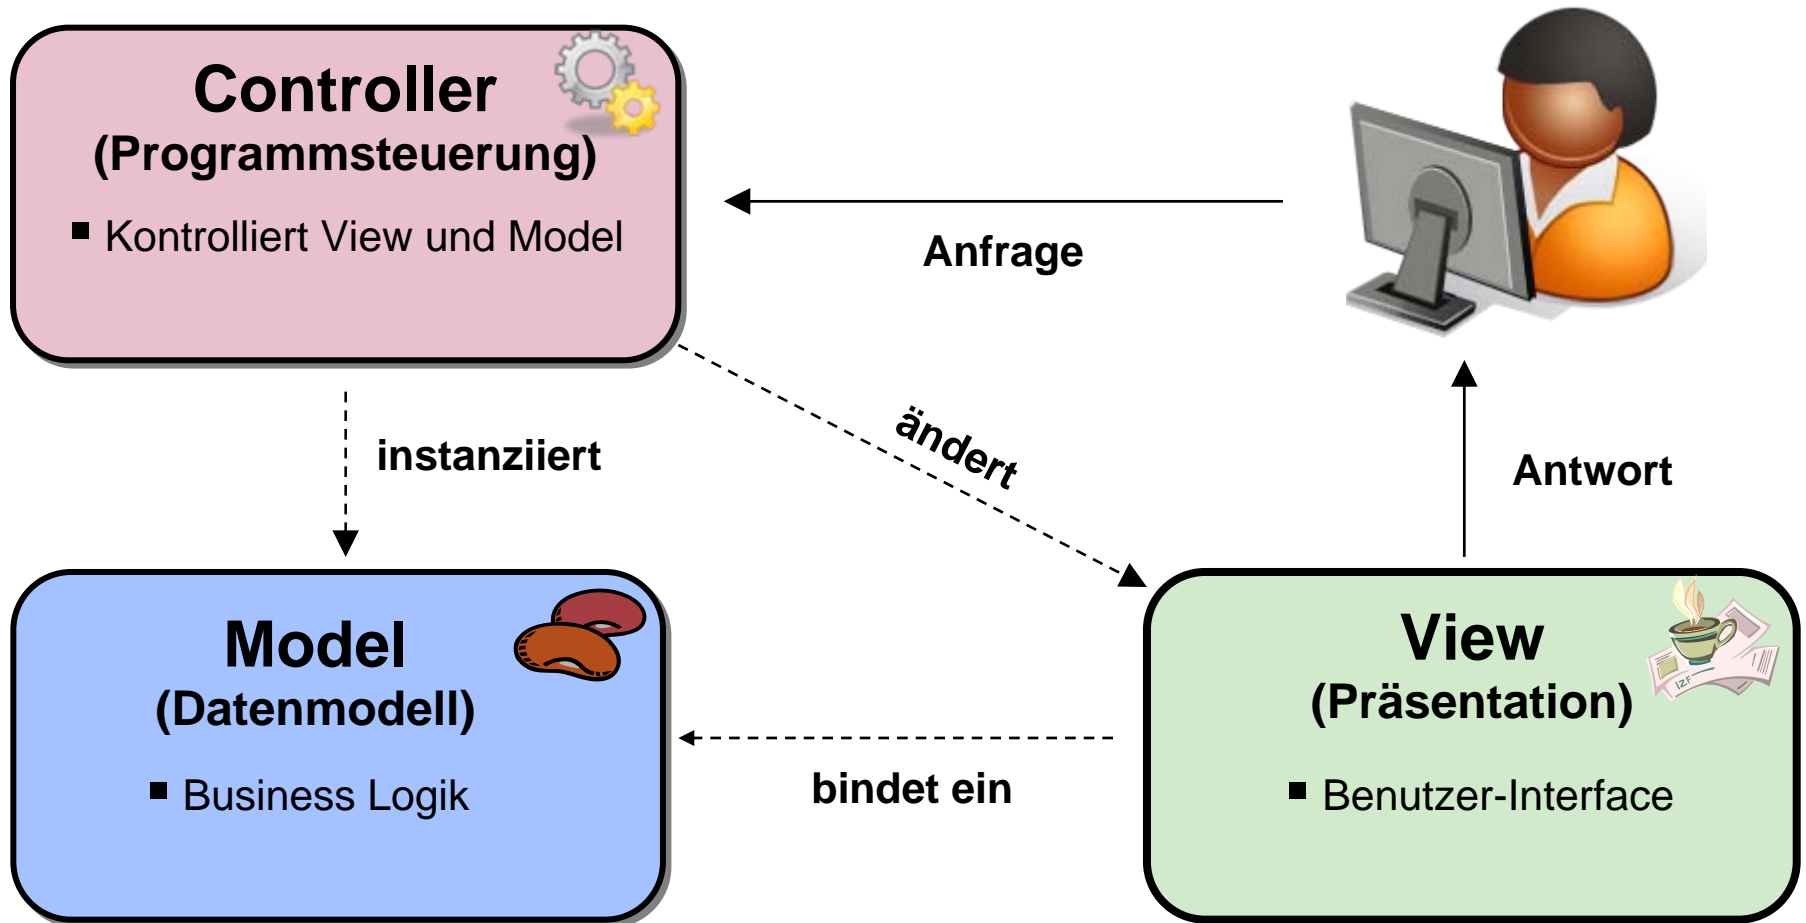 Controller
(Programmsteuerung)
▪ Kontrolliert View und Model
Anfrage
instanziiert
ändert
Antwort
Model
(Datenmodell)
▪ Business Logik
bindet ein
View
(Präsentation)
▪ Benutzer-Interface
IZF